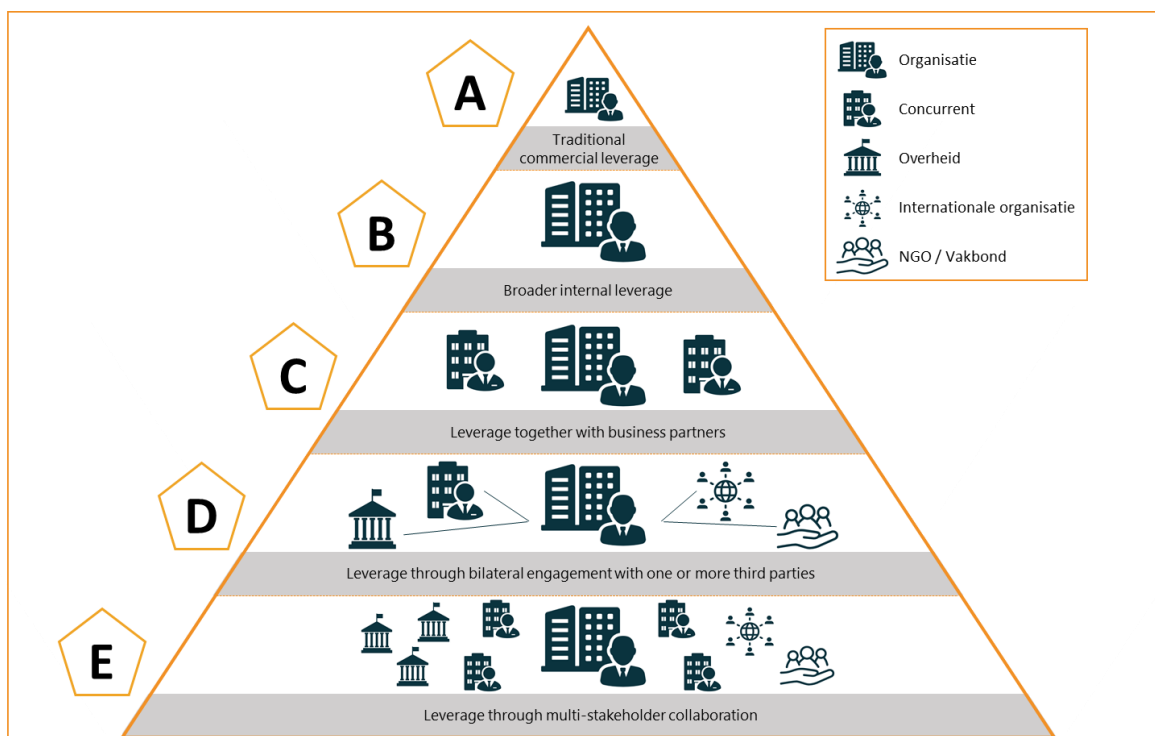 A
Traditional
commercial leverage
B
Broader internal leverage
C
Leverage together with business partners
D
Leverage through bilateral engagement with one or more third parties
E
Leverage through multi-stakeholder collaboration
Organisatie
Concurrent
Overheid
Internationale organisatie
NGO / Vakbond